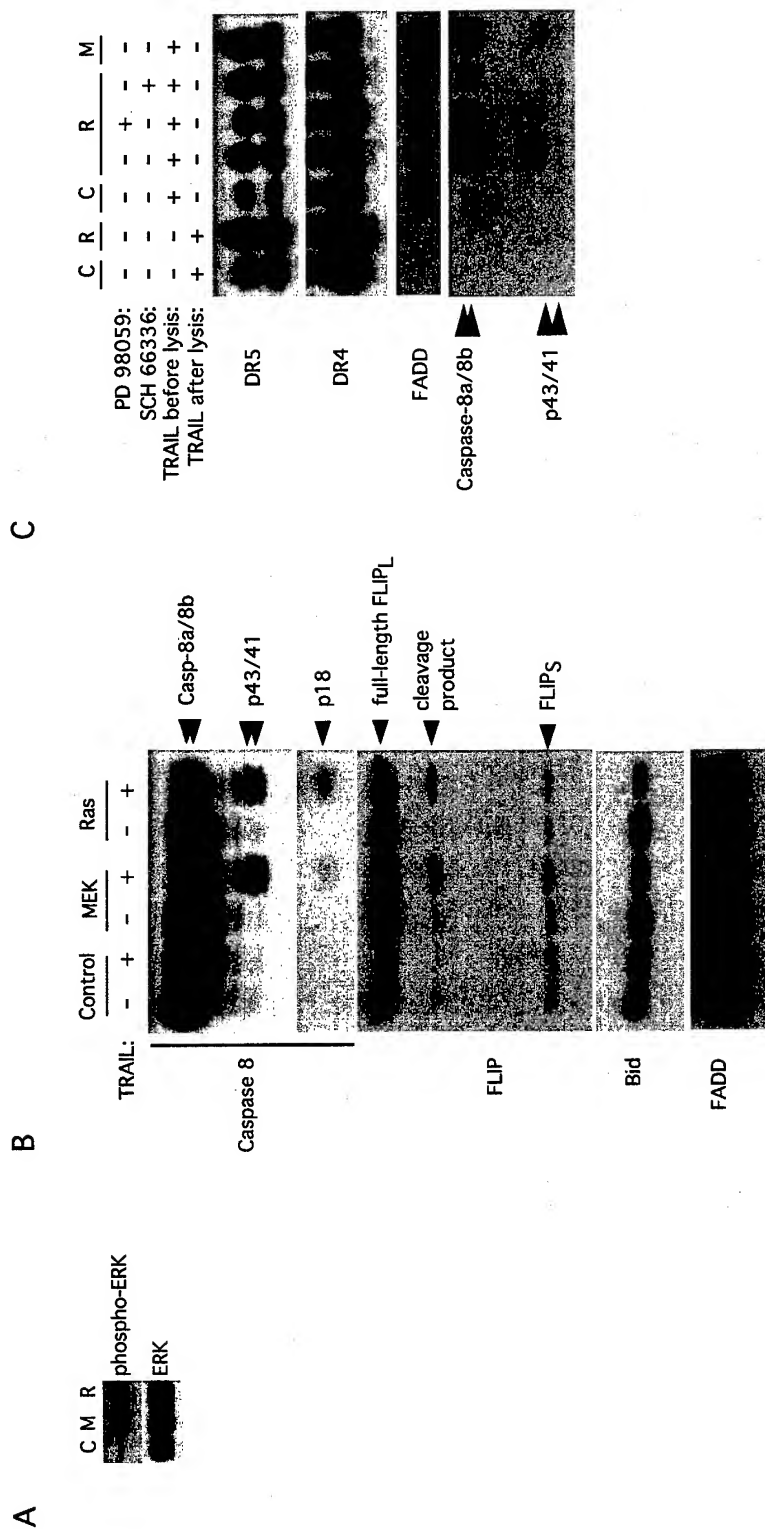 A
C M R
phospho-ERK
ERK
B
Control MEK Ras
TRAIL: - + - + - +
Caspase 8
Casp-8a/8b
p43/41
p18
FLIP
full-length FLIPL
cleavage
product
FLIPS
Bid
FADD
C
C R C R M
PD 98059: - - - - + - -
SCH 66336: - - - - - + -
TRAIL before lysis: - - + + + + +
TRAIL after lysis: + + - - - - -
DR5
DR4
FADD
Caspase-8a/8b
p43/41